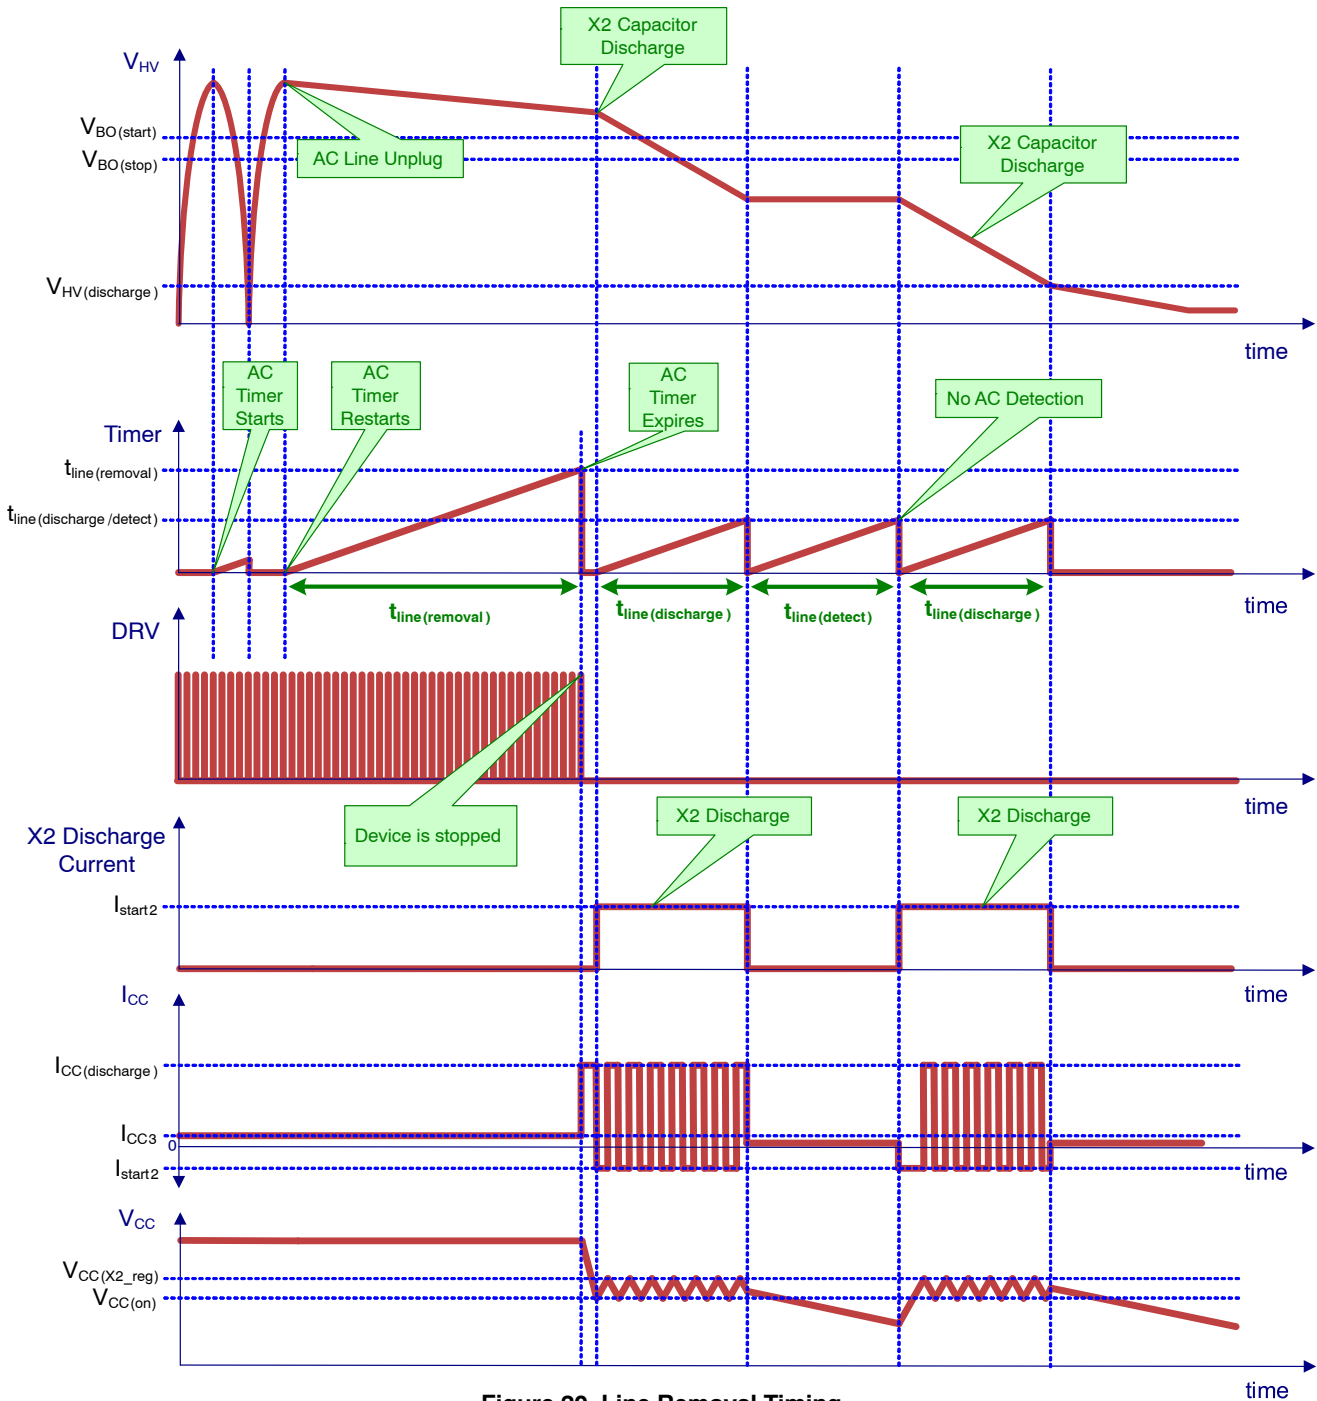 X2 Capacitor
Discharge
VHV
VBO(start)
VBO(stop)
AC Line Unplug
X2 Capacitor
Discharge
VHV(discharge)
time
AC
Timer
Starts
AC
Timer
Restarts
AC
Timer
Expires
No AC Detection
Timer
tline(removal)
tline(discharge/detect)
tline(removal)
tline(discharge)
tline(detect)
tline(discharge)
time
DRV
Device is stopped
time
X2 Discharge
X2 Discharge
X2 Discharge
Current
Istart2
time
ICC
ICC(discharge)
ICC3
0
Istart2
time
VCC
VCC(X2_reg)
VCC(on)
time